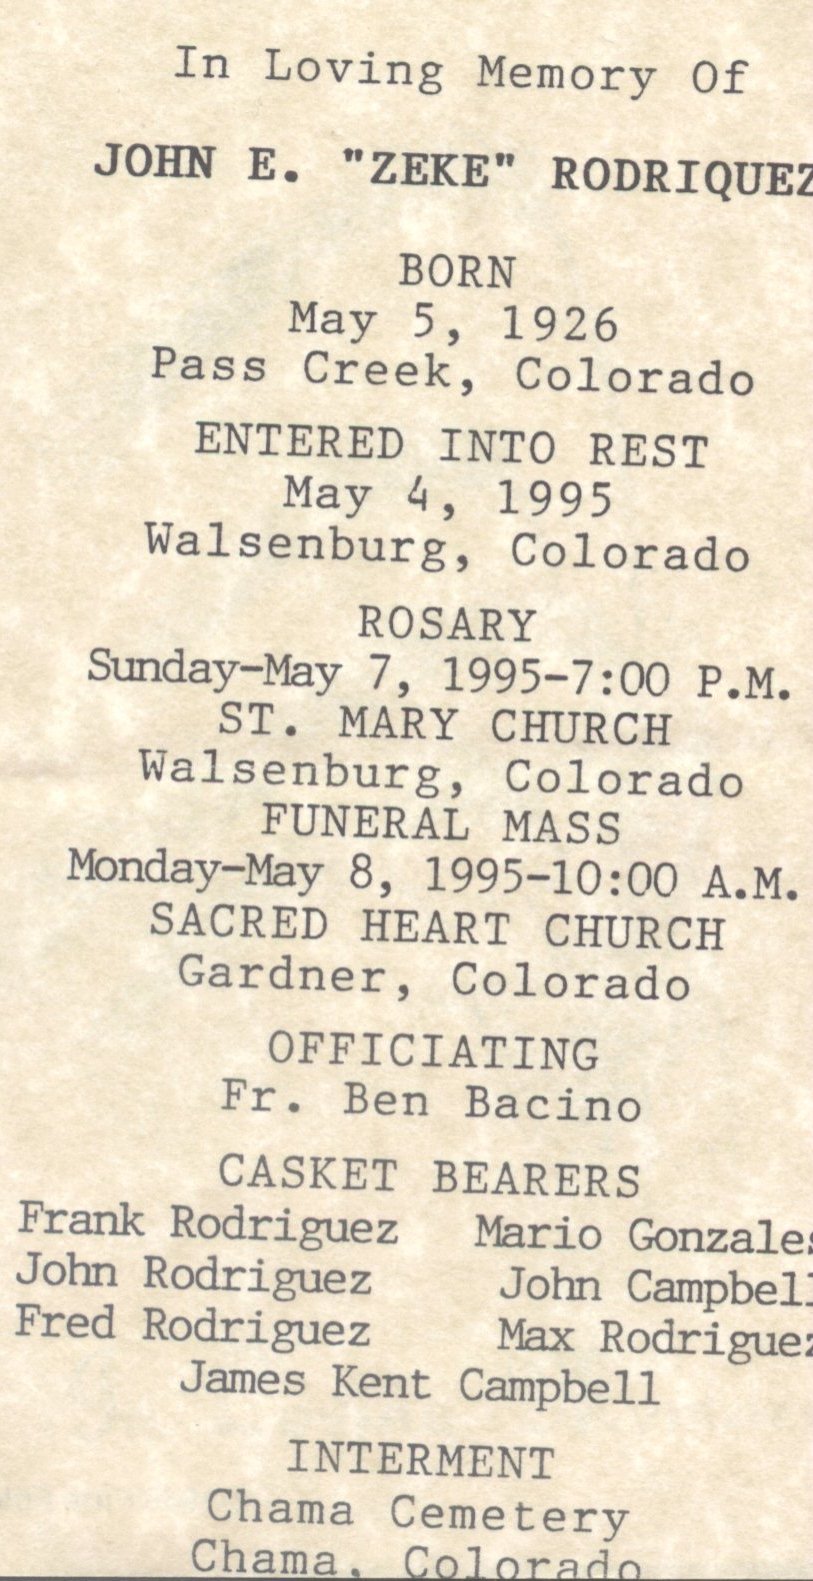 In Loving Memory Of
JOHN E. "ZEKE" RODRIQUEZ
BORN
May 5, 1926
Pass Creek, Colorado
ENTERED INTO REST
May 4, 1995
Walsenburg, Colorado
ROSARY
Sunday-May 7, 1995-7:00 P.M.
ST. MARY CHURCH
Walsenburg, Colorado
FUNERAL MASS
Monday-May 8, 1995-10:00 A.M.
SACRED HEART CHURCH
Gardner, Colorado
OFFICIATING
Fr. Ben Bacino
CASKET BEARERS
Frank Rodriguez Mario Gonzales
John Rodriguez John Campbell
Fred Rodriguez Max Rodriguez
James Kent Campbell
INTERMENT
Chama Cemetery
Chama, Colorado